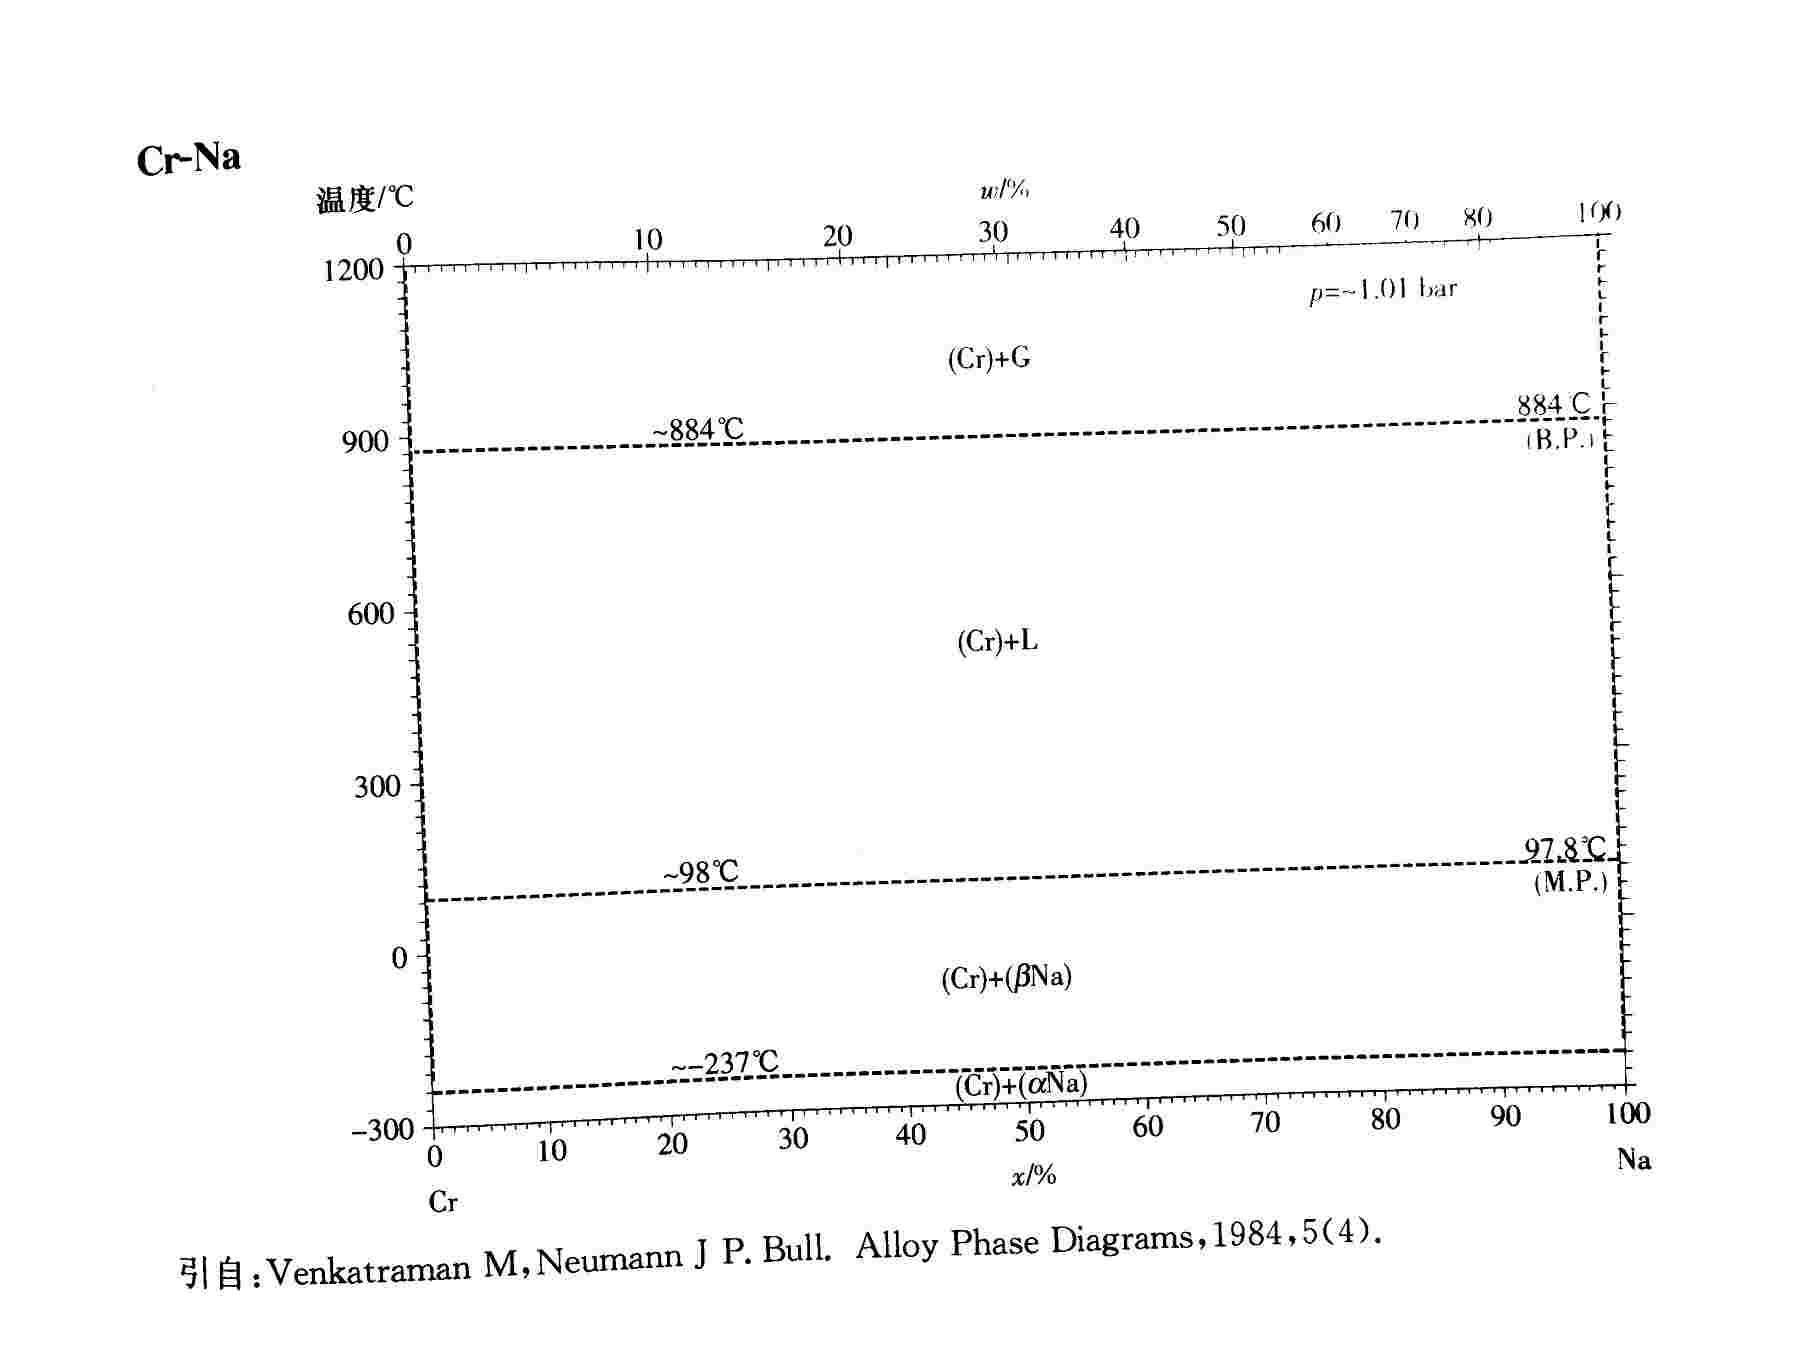 Cr-Na
温度/℃
w/%
0 10 20 30 40 50 60 70 80 100
1200
p=~1.01 bar
(Cr)+G
~884℃
884℃
900
(B.P.)
600
(Cr)+L
300
~98℃
97.8℃
(M.P.)
0
(Cr)+(βNa)
~-237℃
(Cr)+(αNa)
-300
0 10 20 30 40 50 60 70 80 90 100
x/%
Cr
Na
引自:Venkatraman M,Neumann J P. Bull. Alloy Phase Diagrams,1984,5(4).